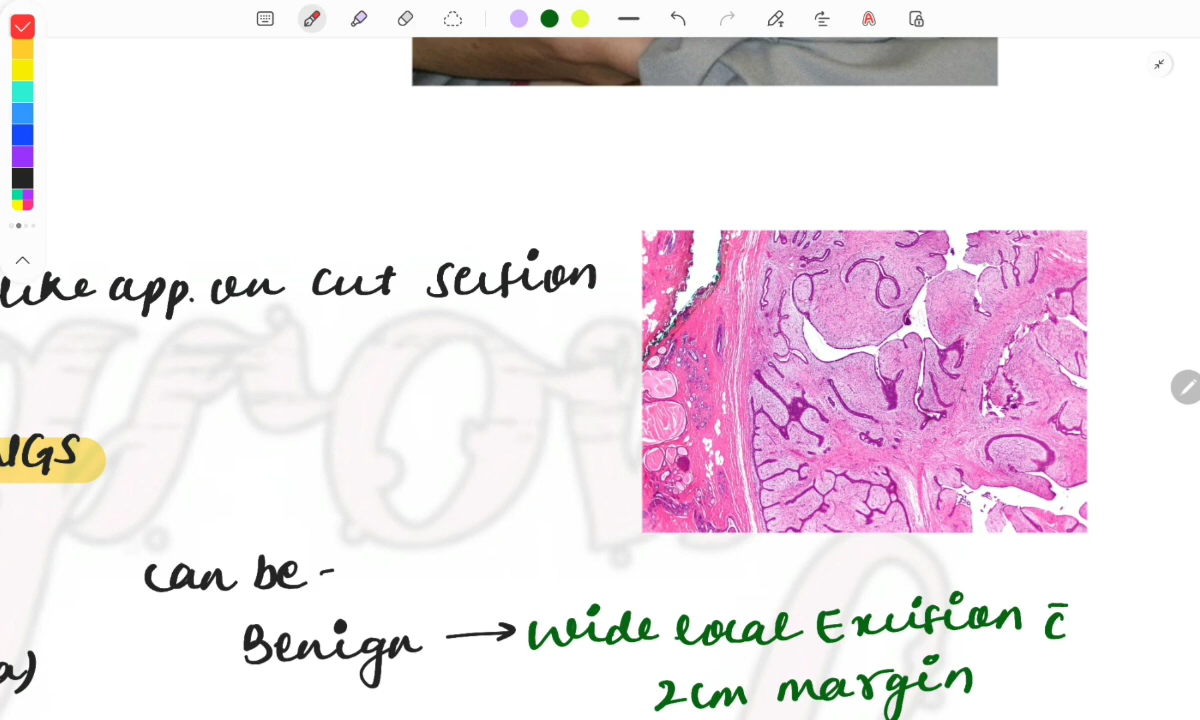 like app. on cut section
NGS
can be -
Benign → wide local Excision c̄
2cm margin
a)